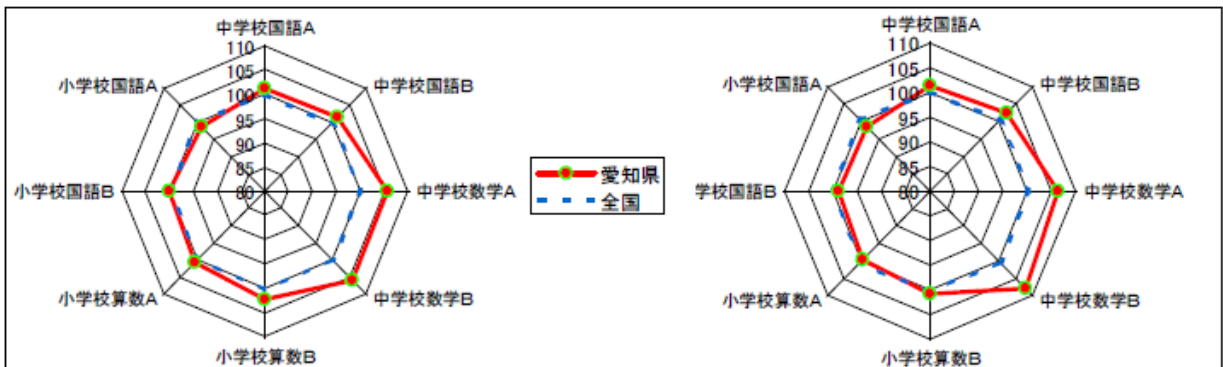 中学校国語A
110
105
100
95
90
85
80
小学校国語A
中学校国語B
小学校国語B
中学校数学A
小学校算数A
中学校数学B
小学校算数B
愛知県
全国
中学校国語A
110
105
100
95
90
85
80
小学校国語A
中学校国語B
学校国語B
中学校数学A
小学校算数A
中学校数学B
小学校算数B